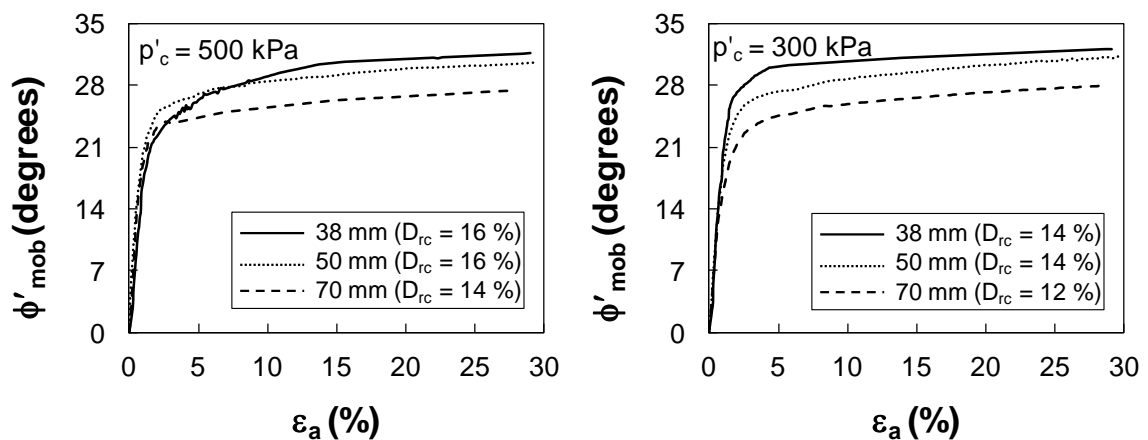 35
28
21
14
7
0
ϕ'mob (degrees)
p'c = 500 kPa
38 mm (Drc = 16 %)
50 mm (Drc = 16 %)
70 mm (Drc = 14 %)
0 5 10 15 20 25 30
εa (%)
35
28
21
14
7
0
ϕ'mob (degrees)
p'c = 300 kPa
38 mm (Drc = 14 %)
50 mm (Drc = 14 %)
70 mm (Drc = 12 %)
0 5 10 15 20 25 30
εa (%)